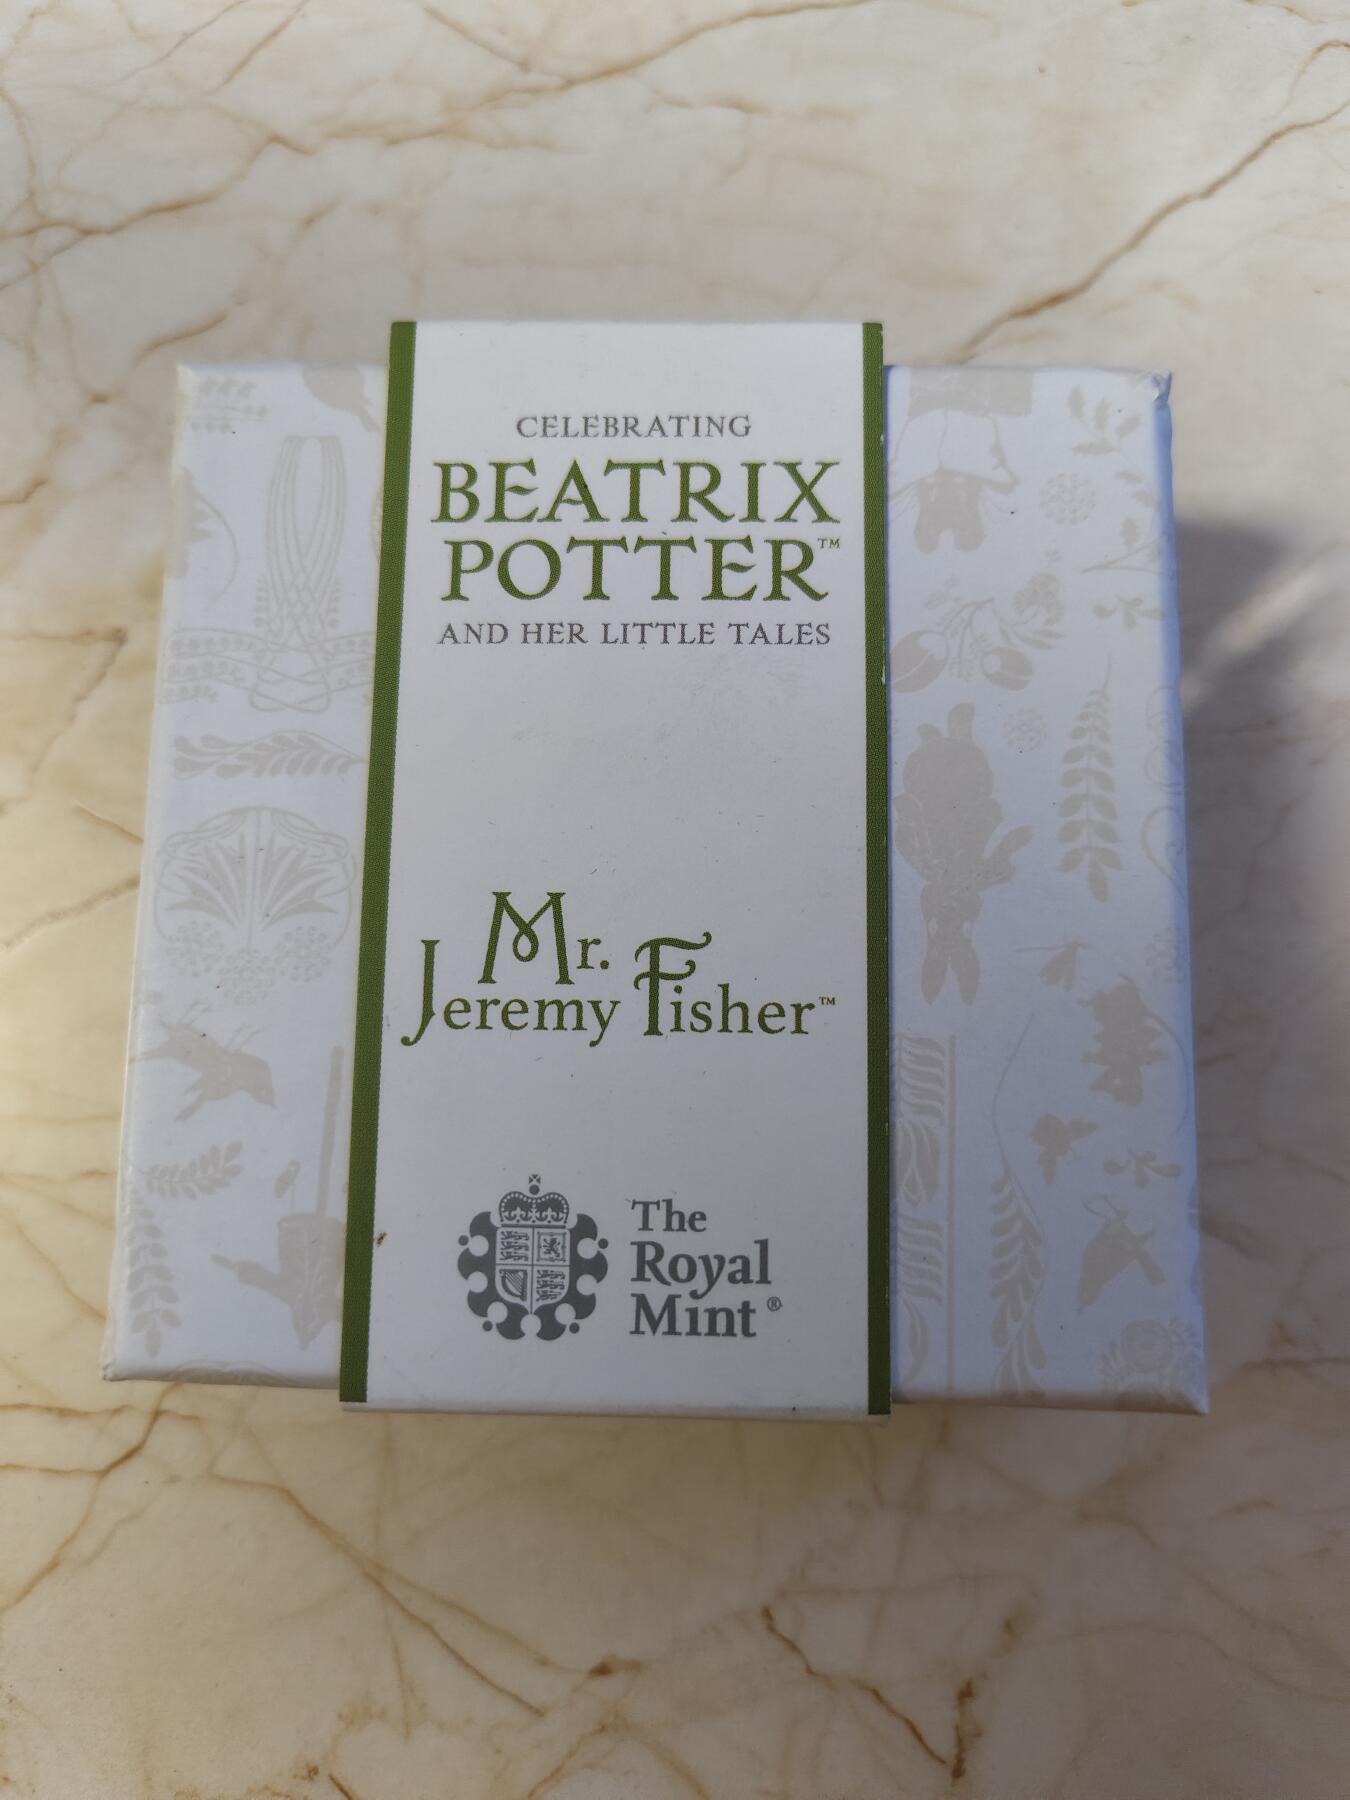 CELEBRATING
BEATRIX
POTTER™
AND HER LITTLE TALES
Mr.
Jeremy Fisher™
The
Royal
Mint®